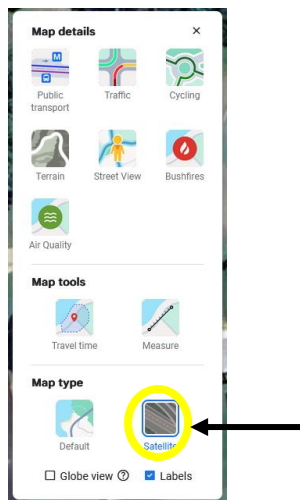 Map details
M
Public transport
Traffic
Cycling
Terrain
Street View
Bushfires
Air Quality
Map tools
Travel time
Measure
Map type
Default
Satellite
Globe view ?
Labels